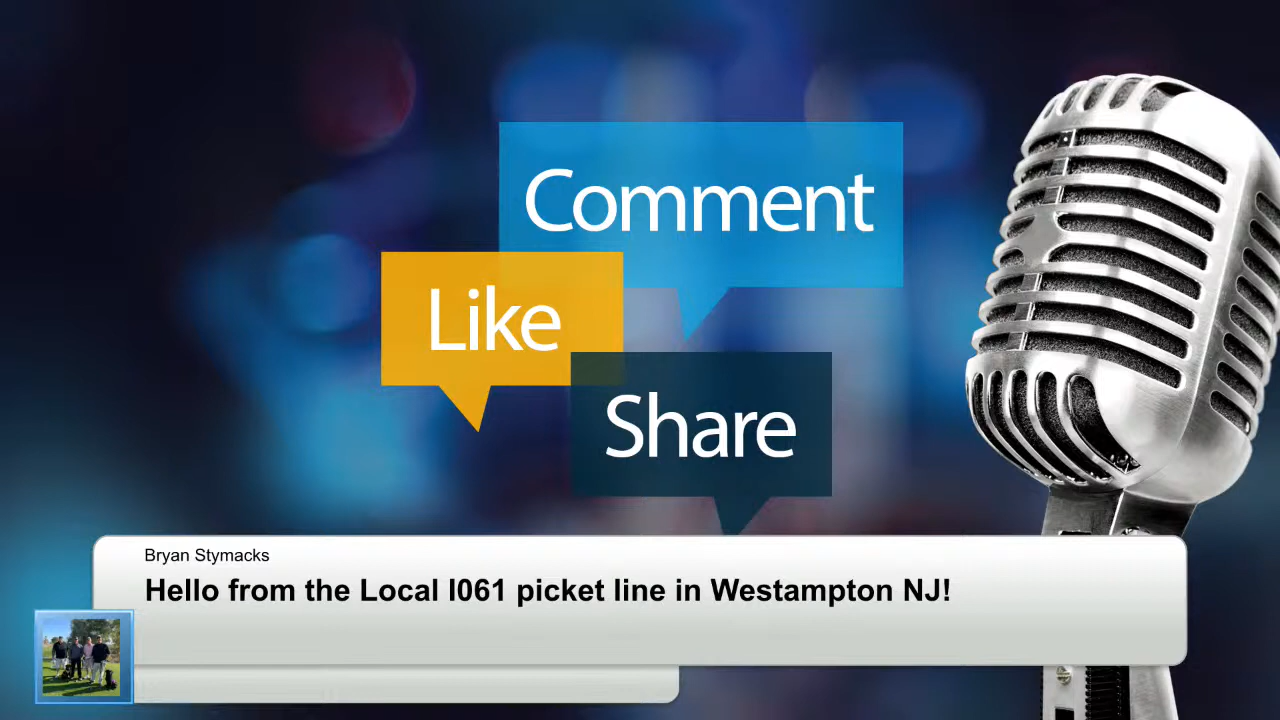 Comment
Like
Share
Bryan Stymacks
Hello from the Local I061 picket line in Westampton NJ!